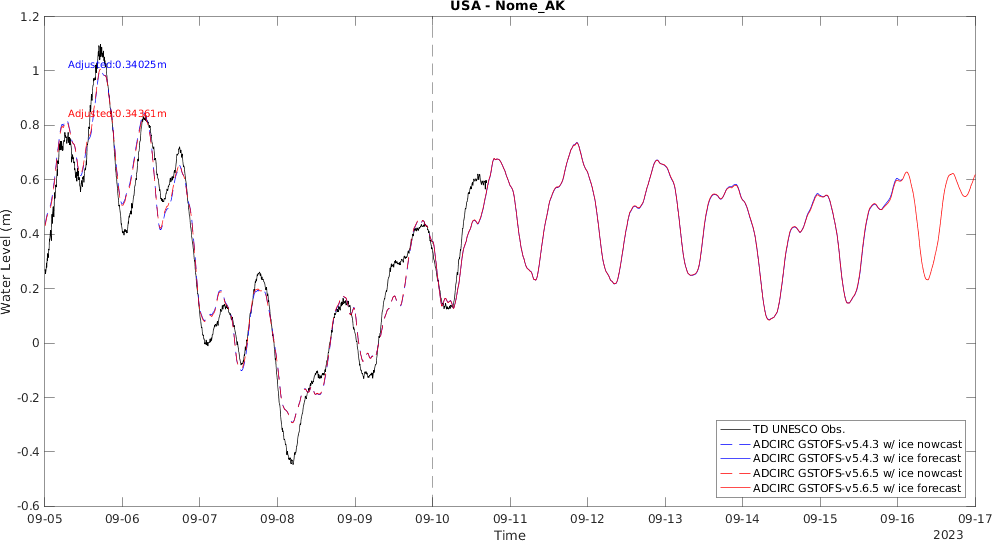 USA - Nome_AK
1.2
1
0.8
0.6
0.4
0.2
0
-0.2
-0.4
-0.6
Water Level (m)
Adjusted:0.34025m
Adjusted:0.34361m
TD UNESCO Obs.
ADCIRC GSTOFS-v5.4.3 w/ ice nowcast
ADCIRC GSTOFS-v5.4.3 w/ ice forecast
ADCIRC GSTOFS-v5.6.5 w/ ice nowcast
ADCIRC GSTOFS-v5.6.5 w/ ice forecast
09-05 09-06 09-07 09-08 09-09 09-10 09-11 09-12 09-13 09-14 09-15 09-16 09-17
Time
2023